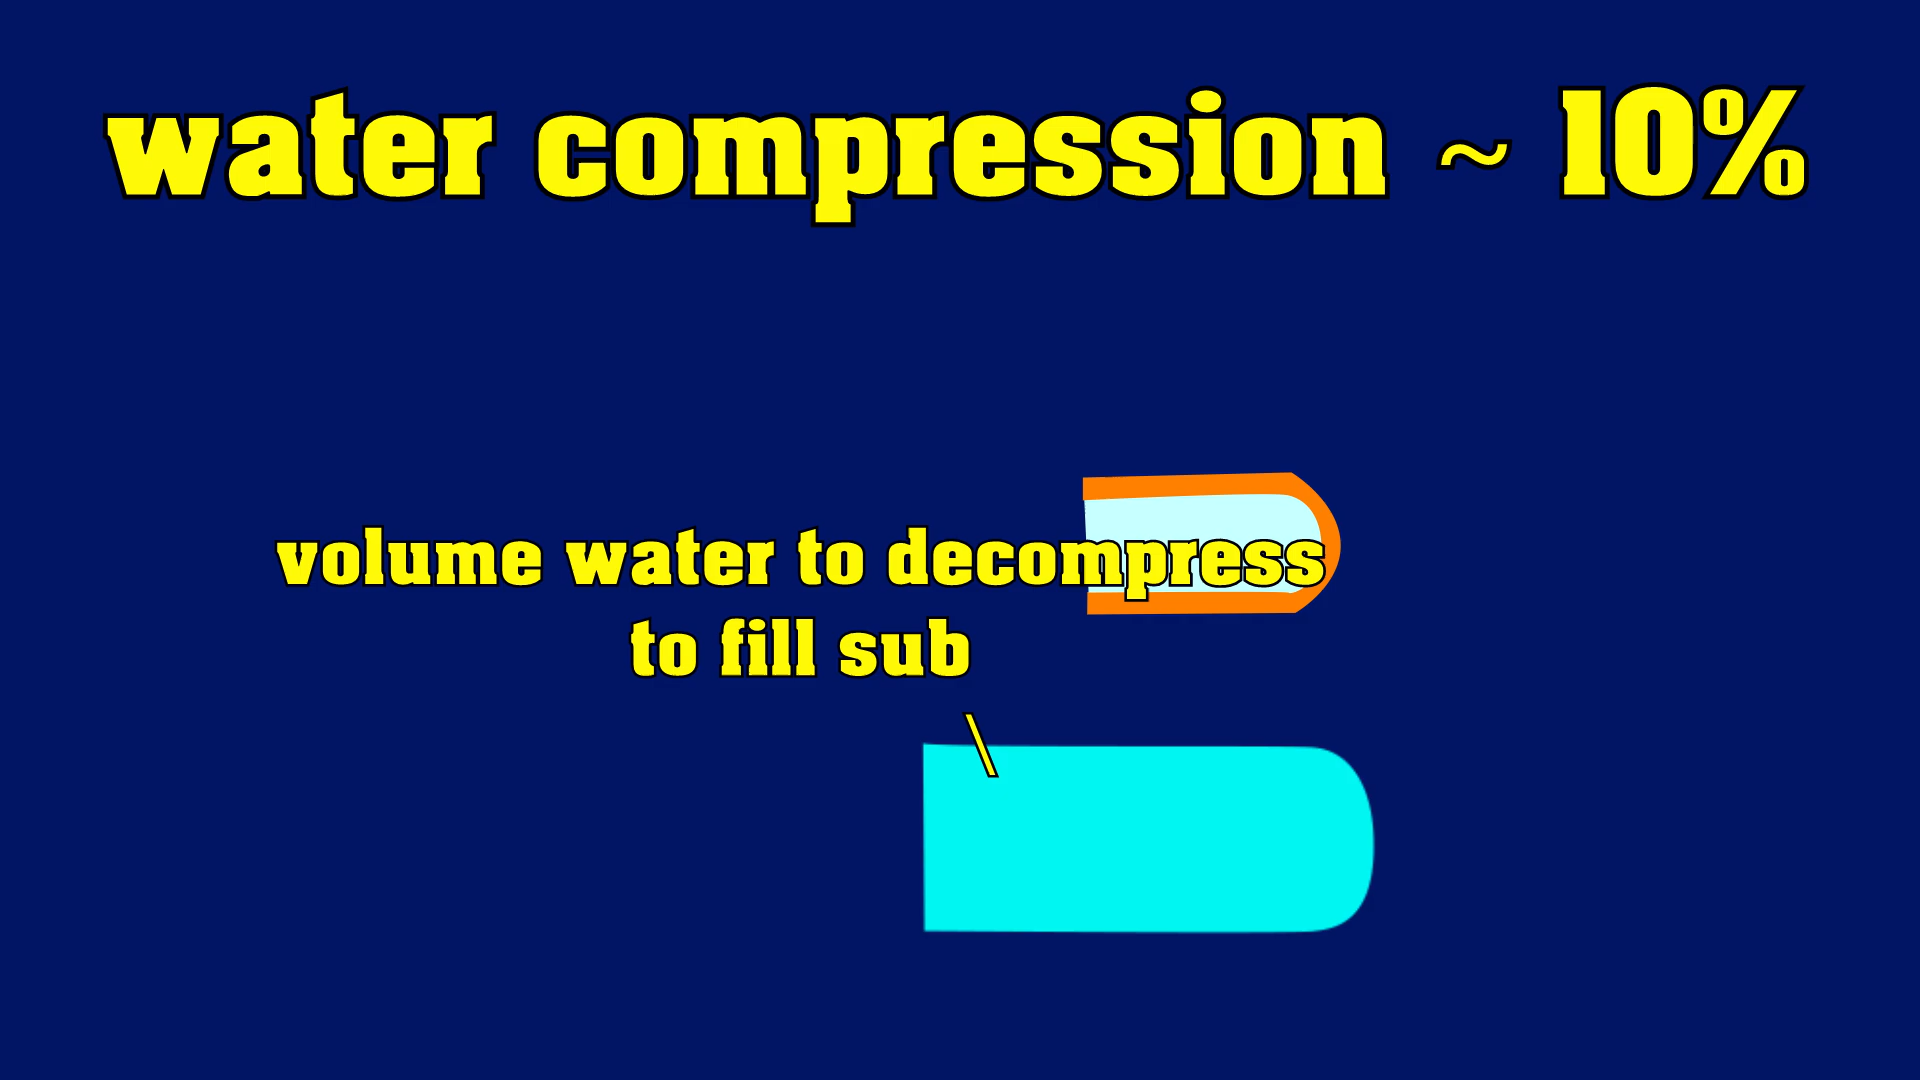 water compression ~ 10%
volume water to decompress
to fill sub